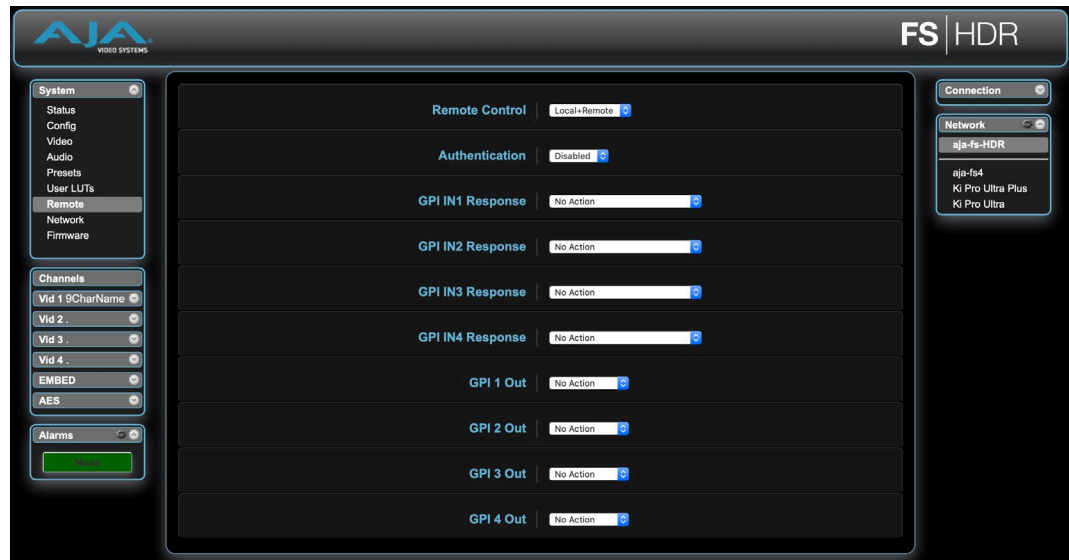 AJA
VIDEO SYSTEMS
FS HDR
System
Status
Config
Video
Audio
Presets
User LUTs
Remote
Network
Firmware
Channels
Vid 1 9CharName
Vid 2 .
Vid 3 .
Vid 4 .
EMBED
AES
Alarms
None
Remote Control Local+Remote
Authentication Disabled
GPI IN1 Response No Action
GPI IN2 Response No Action
GPI IN3 Response No Action
GPI IN4 Response No Action
GPI 1 Out No Action
GPI 2 Out No Action
GPI 3 Out No Action
GPI 4 Out No Action
Connection
Network
aja-fs-HDR
aja-fs4
Ki Pro Ultra Plus
Ki Pro Ultra